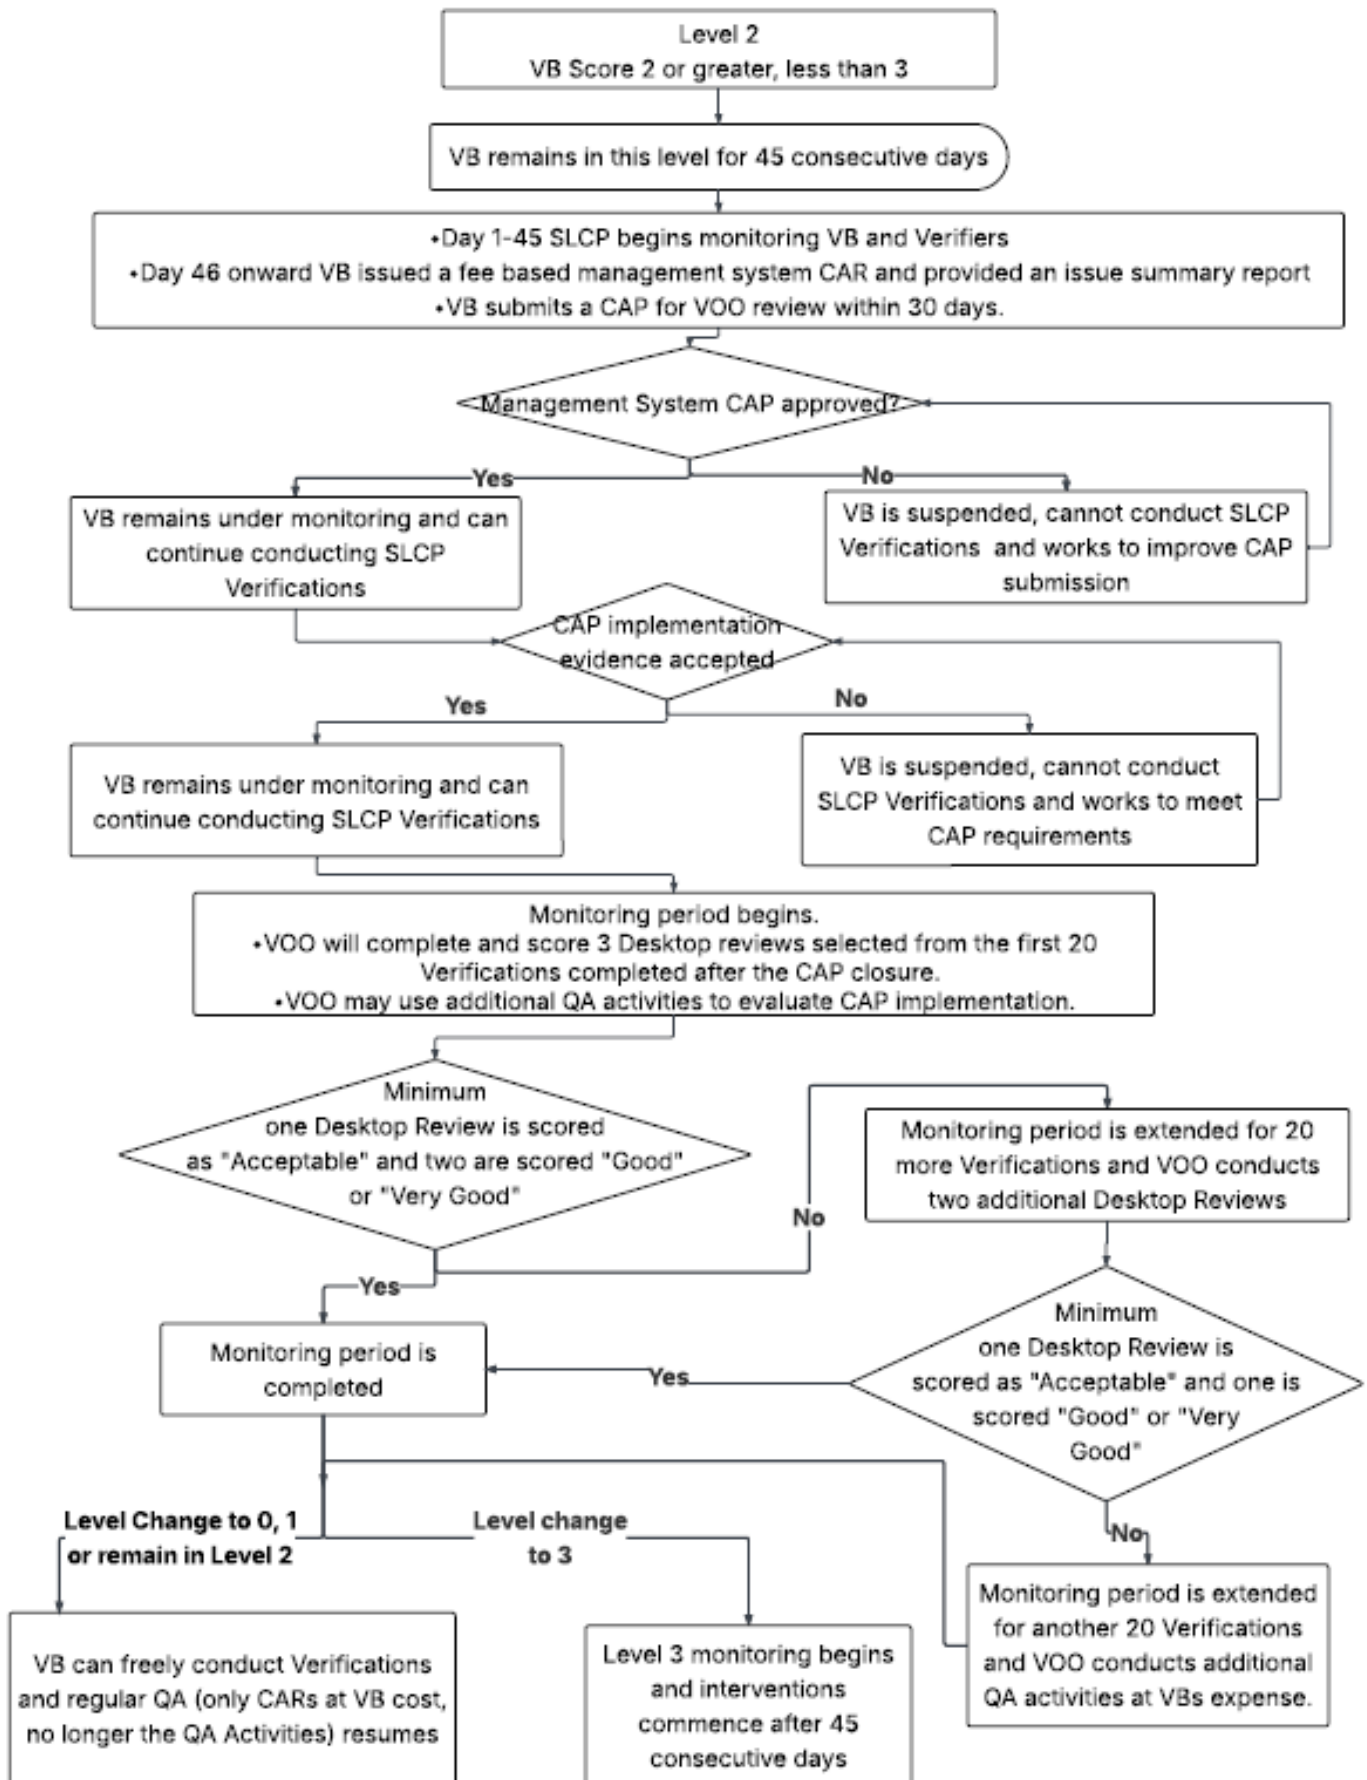 Level 2
VB Score 2 or greater, less than 3
VB remains in this level for 45 consecutive days
•Day 1-45 SLCP begins monitoring VB and Verifiers
•Day 46 onward VB issued a fee based management system CAR and provided an issue summary report
•VB submits a CAP for VOO review within 30 days.
Management System CAP approved?
Yes
No
VB remains under monitoring and can
continue conducting SLCP
Verifications
VB is suspended, cannot conduct SLCP
Verifications and works to improve CAP
submission
CAP implementation
evidence accepted
Yes
No
VB remains under monitoring and can
continue conducting SLCP Verifications
VB is suspended, cannot conduct
SLCP Verifications and works to meet
CAP requirements
Monitoring period begins.
•VOO will complete and score 3 Desktop reviews selected from the first 20
Verifications completed after the CAP closure.
•VOO may use additional QA activities to evaluate CAP implementation.
Minimum
one Desktop Review is scored
as "Acceptable" and two are scored "Good"
or "Very Good"
No
Yes
Monitoring period is extended for 20
more Verifications and VOO conducts
two additional Desktop Reviews
Minimum
one Desktop Review is
scored as "Acceptable" and one is
scored "Good" or "Very
Good"
Yes
No
Monitoring period is
completed
Level Change to 0, 1
or remain in Level 2
Level change
to 3
Monitoring period is extended
for another 20 Verifications
and VOO conducts additional
QA activities at VBs expense.
VB can freely conduct Verifications
and regular QA (only CARs at VB cost,
no longer the QA Activities) resumes
Level 3 monitoring begins
and interventions
commence after 45
consecutive days